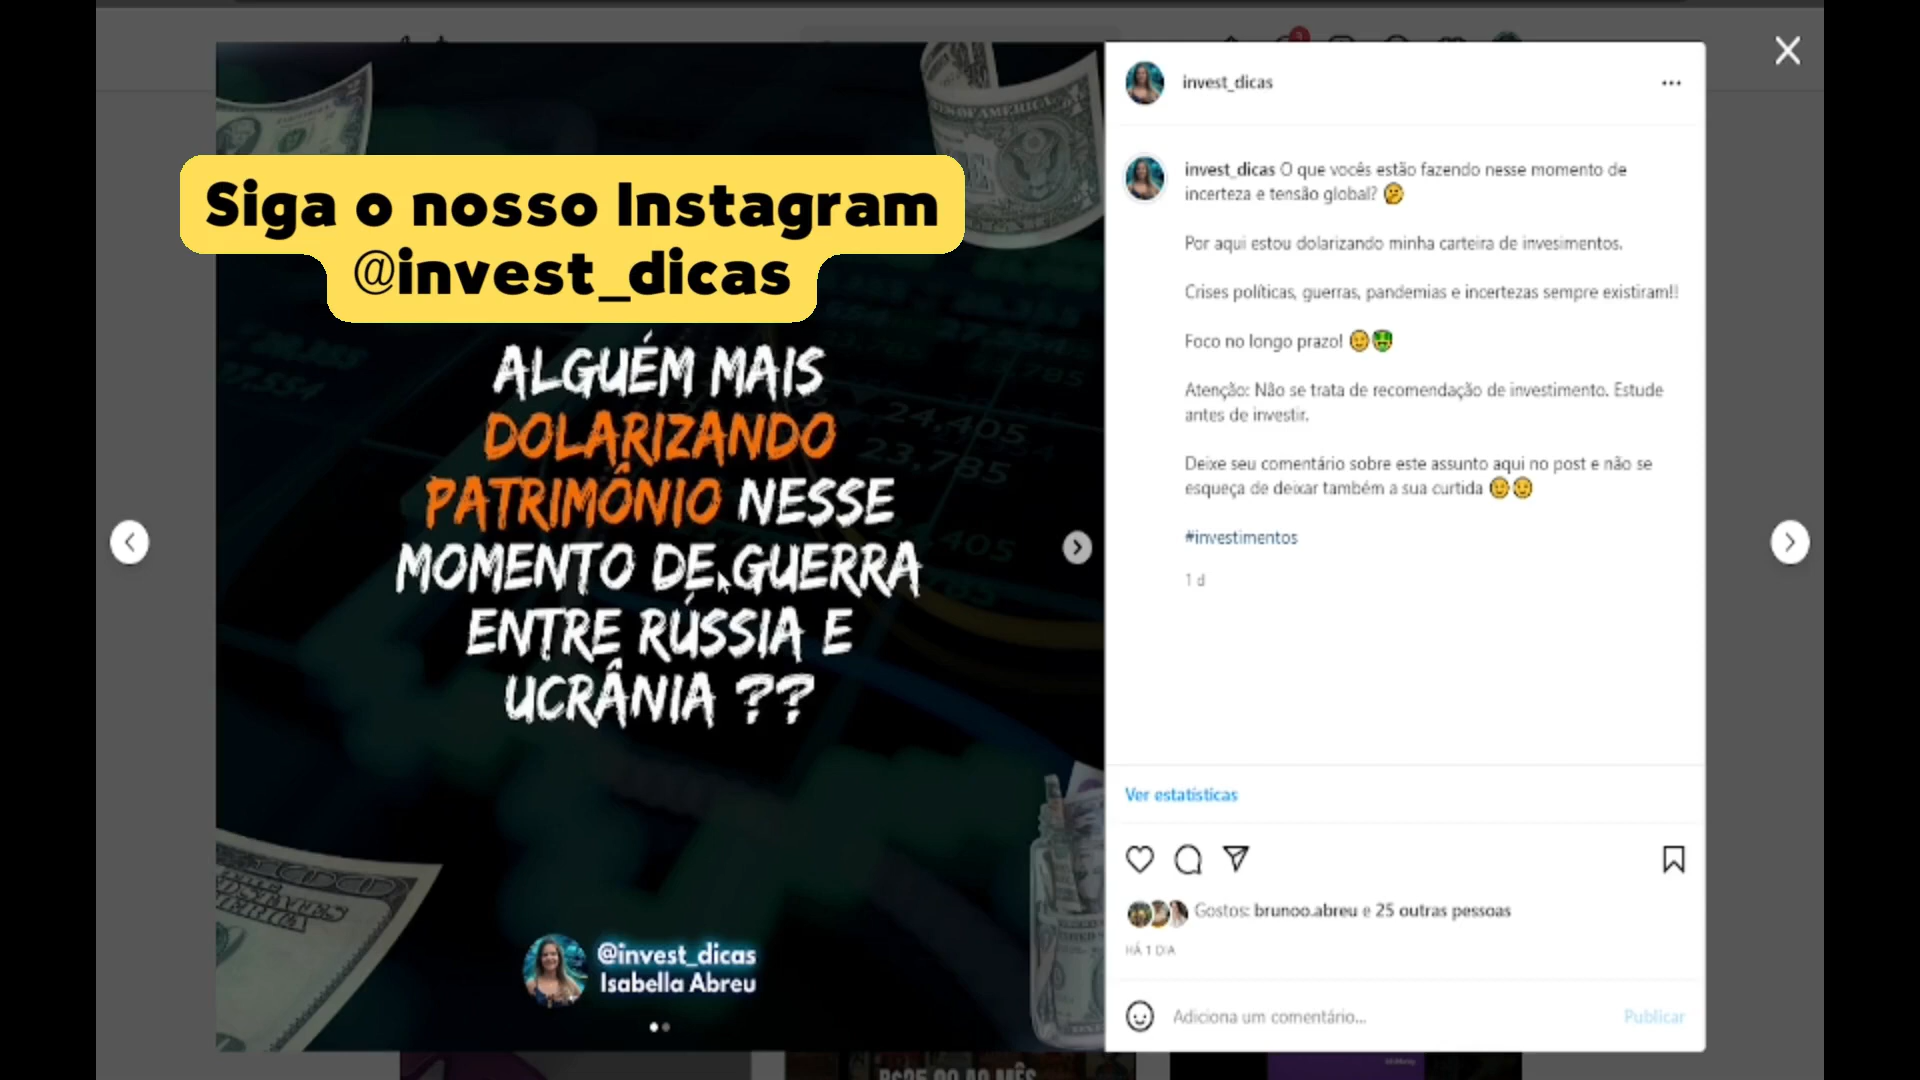 Siga o nosso Instagram
@invest_dicas
ALGUÉM MAIS
DOLARIZANDO
PATRIMÔNIO NESSE
MOMENTO DE GUERRA
ENTRE RÚSSIA E
UCRÂNIA ??
@invest_dicas
Isabella Abreu
invest_dicas
invest_dicas O que vocês estão fazendo nesse momento de
incerteza e tensão global?
Por aqui estou dolarizando minha carteira de invesimentos.
Crises políticas, guerras, pandemias e incertezas sempre existiram!!
Foco no longo prazo!
Atenção: Não se trata de recomendação de investimento. Estude
antes de investir.
Deixe seu comentário sobre este assunto aqui no post e não se
esqueça de deixar também a sua curtida
#investimentos
1 d
Ver estatísticas
Gostos: brunoo.abreu e 25 outras pessoas
HÁ 1 DIA
Adiciona um comentário...
Publicar
24,405
23,785